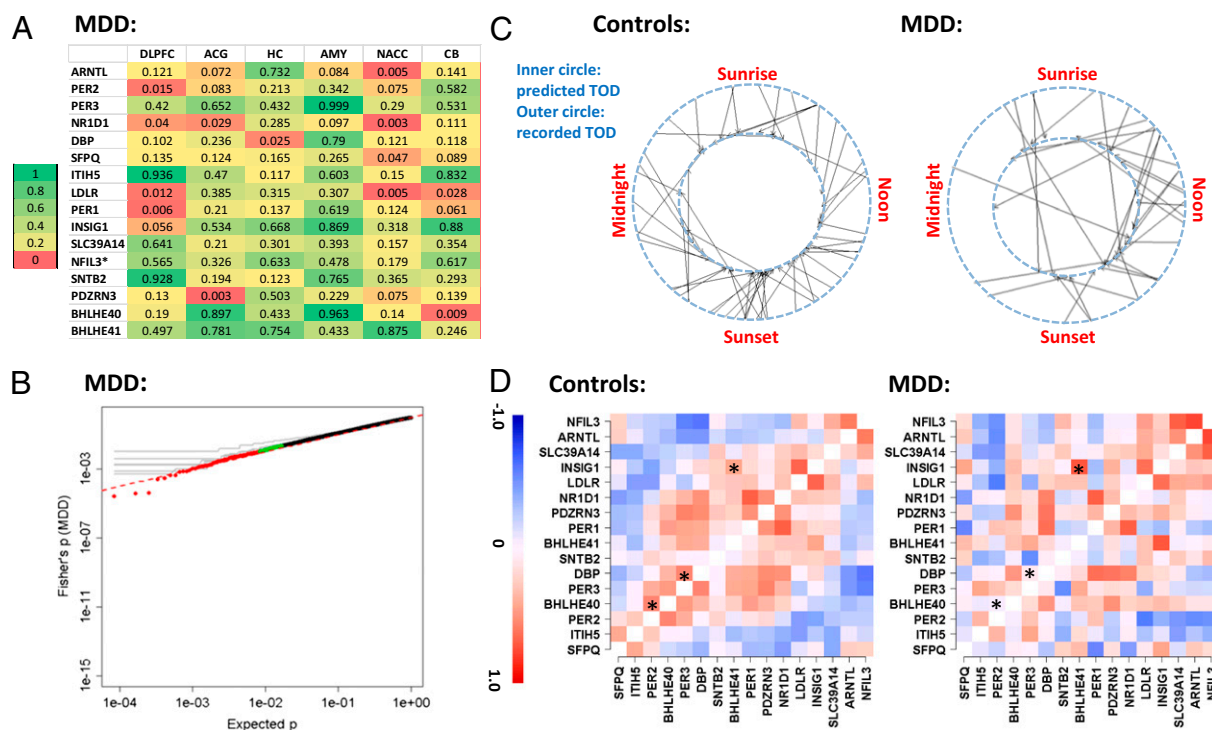 A
MDD:
DLPFC ACG HC AMY NACC CB
ARNTL 0.121 0.072 0.732 0.084 0.005 0.141
PER2 0.015 0.083 0.213 0.342 0.075 0.582
PER3 0.42 0.652 0.432 0.999 0.29 0.531
NR1D1 0.04 0.029 0.285 0.097 0.003 0.111
DBP 0.102 0.236 0.025 0.79 0.121 0.118
SFPQ 0.135 0.124 0.165 0.265 0.047 0.089
ITIH5 0.936 0.47 0.117 0.603 0.15 0.832
LDLR 0.012 0.385 0.315 0.307 0.005 0.028
PER1 0.006 0.21 0.137 0.619 0.124 0.061
INSIG1 0.056 0.534 0.668 0.869 0.318 0.88
SLC39A14 0.641 0.21 0.301 0.393 0.157 0.354
NFIL3* 0.565 0.326 0.633 0.478 0.179 0.617
SNTB2 0.928 0.194 0.123 0.765 0.365 0.293
PDZRN3 0.13 0.003 0.503 0.229 0.075 0.139
BHLHE40 0.19 0.897 0.433 0.963 0.14 0.009
BHLHE41 0.497 0.781 0.754 0.433 0.875 0.246
1
0.8
0.6
0.4
0.2
0
B
MDD:
Fisher's p (MDD)
1e-03
1e-07
1e-11
1e-15
1e-04 1e-03 1e-02 1e-01 1e+00
Expected p
C
Controls:
Inner circle:
predicted TOD
Outer circle:
recorded TOD
Sunrise
Midnight
Noon
Sunset
MDD:
Sunrise
Midnight
Noon
Sunset
D
Controls:
-1.0
0
1.0
NFIL3
ARNTL
SLC39A14
INSIG1
LDLR
NR1D1
PDZRN3
PER1
BHLHE41
SNTB2
DBP
PER3
BHLHE40
PER2
ITIH5
SFPQ
*
*
*
SFPQ
ITIH5
PER2
BHLHE40
PER3
DBP
SNTB2
BHLHE41
PER1
PDZRN3
NR1D1
LDLR
INSIG1
SLC39A14
ARNTL
NFIL3
MDD:
NFIL3
ARNTL
SLC39A14
INSIG1
LDLR
NR1D1
PDZRN3
PER1
BHLHE41
SNTB2
DBP
PER3
BHLHE40
PER2
ITIH5
SFPQ
*
*
*
SFPQ
ITIH5
PER2
BHLHE40
PER3
DBP
SNTB2
BHLHE41
PER1
PDZRN3
NR1D1
LDLR
INSIG1
SLC39A14
ARNTL
NFIL3